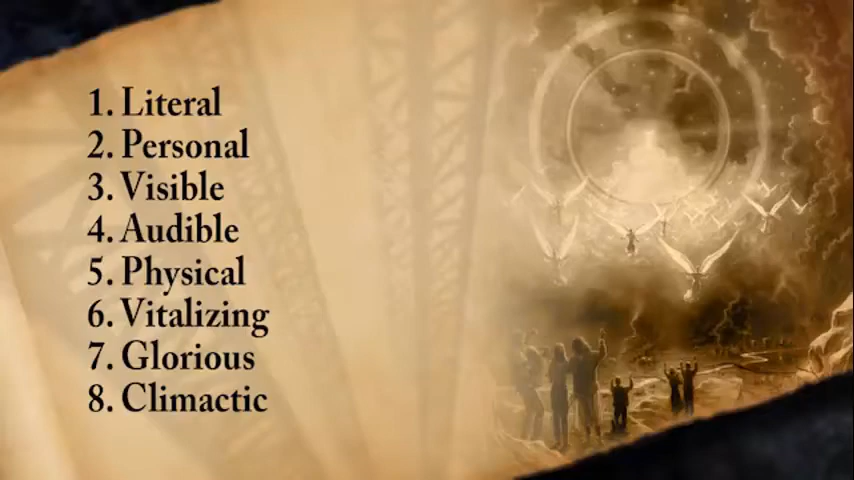 1. Literal
2. Personal
3. Visible
4. Audible
5. Physical
6. Vitalizing
7. Glorious
8. Climactic